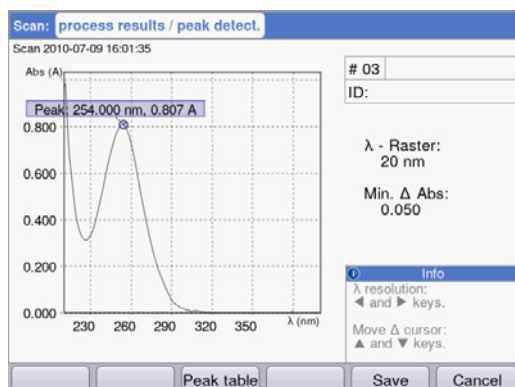 Scan: process results / peak detect.
Scan 2010-07-09 16:01:35
Abs (A)
Peak: 254.000 nm, 0.807 A
0.800
0.600
0.400
0.200
0.000
230 260 290 320 350 λ (nm)
# 03
ID:
λ - Raster:
20 nm
Min. Δ Abs:
0.050
Info
λ resolution:
◀ and ▶ keys.
Move Δ cursor:
▲ and ▼ keys.
Peak table Save Cancel